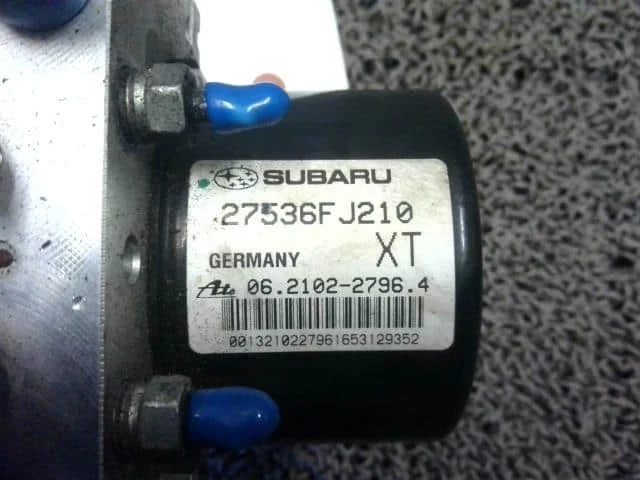 SUBARU
27536FJ210
GERMANY XT
Ate 06.2102-2796.4
0013210227961653129352